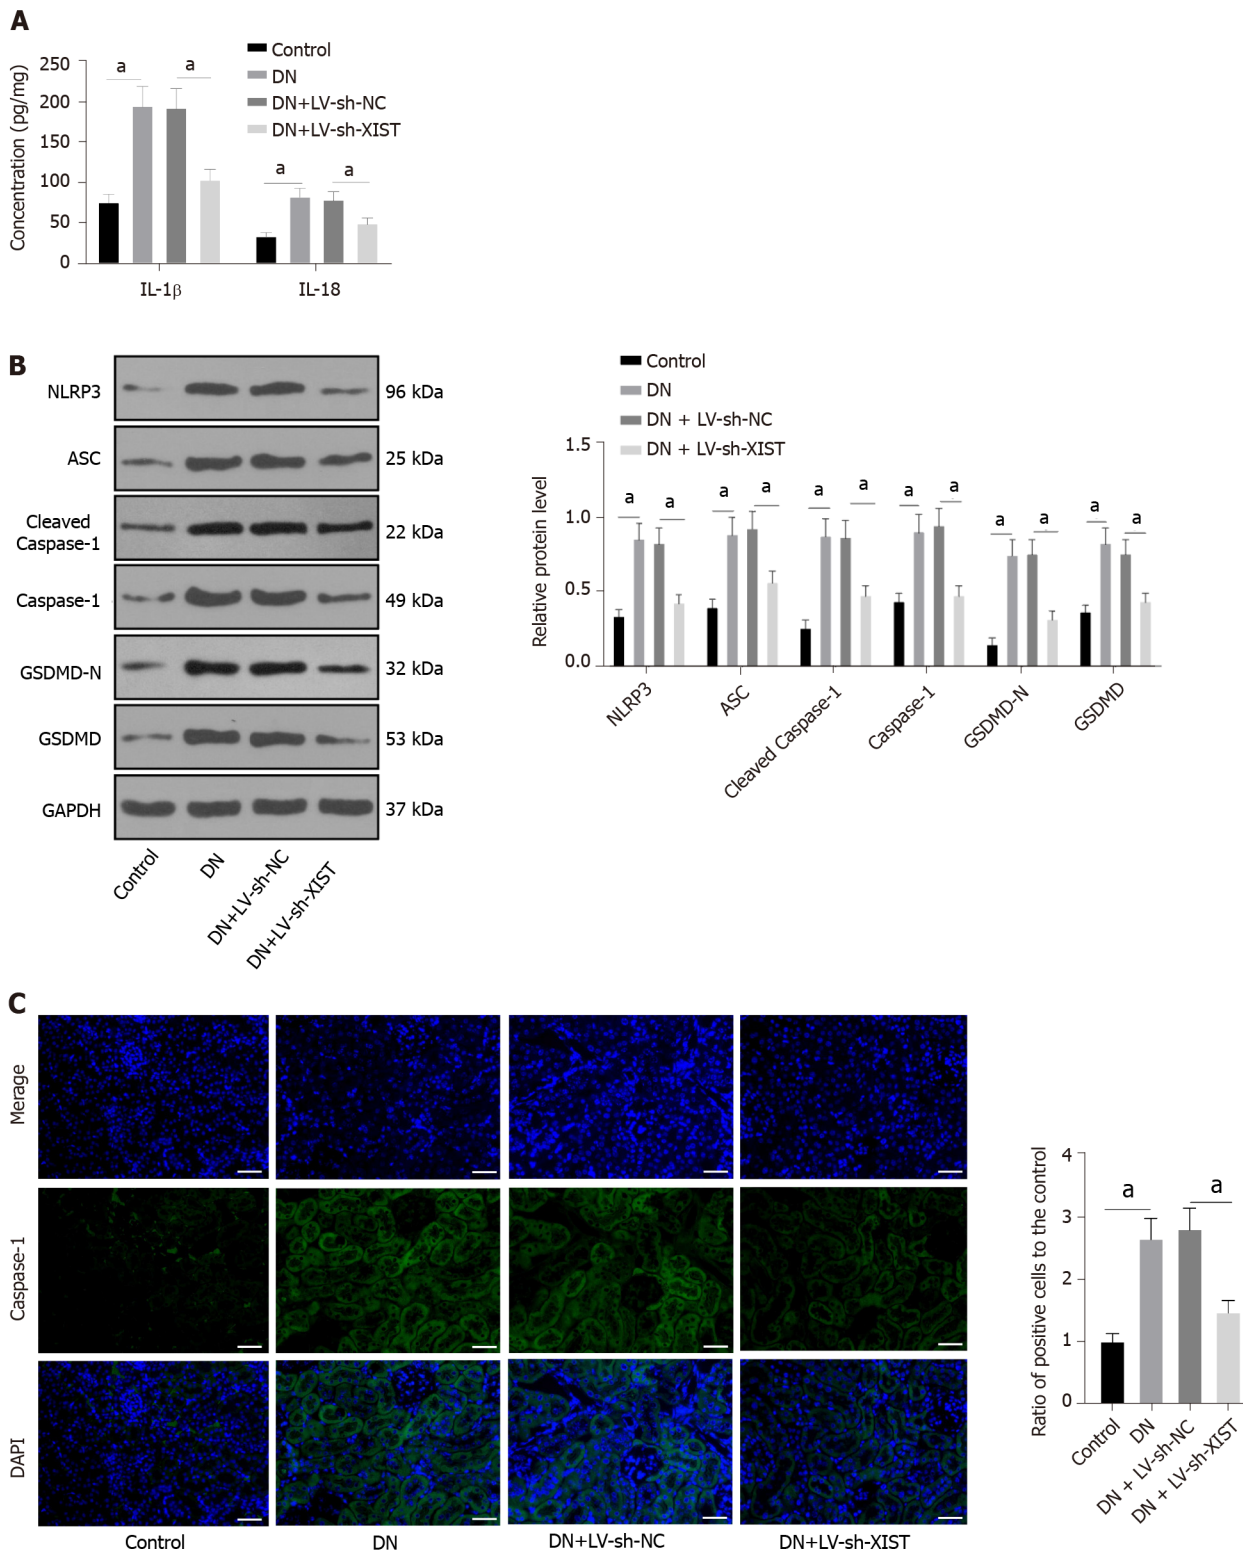 A
Control
DN
DN+LV-sh-NC
DN+LV-sh-XIST
a
a
a
a
Concentration (pg/mg)
250
200
150
100
50
0
IL-1β
IL-18
B
NLRP3
96 kDa
ASC
25 kDa
Cleaved
Caspase-1
22 kDa
Caspase-1
49 kDa
GSDMD-N
32 kDa
GSDMD
53 kDa
GAPDH
37 kDa
Control
DN
DN+LV-sh-NC
DN+LV-sh-XIST
Control
DN
DN + LV-sh-NC
DN + LV-sh-XIST
Relative protein level
1.5
1.0
0.5
0.0
a
a
a
a
a
a
a
a
a
a
a
a
NLRP3
ASC
Cleaved Caspase-1
Caspase-1
GSDMD-N
GSDMD
C
Merage
Caspase-1
DAPI
Control
DN
DN+LV-sh-NC
DN+LV-sh-XIST
Ratio of positive cells to the control
4
3
2
1
0
a
a
Control
DN
DN + LV-sh-NC
DN + LV-sh-XIST